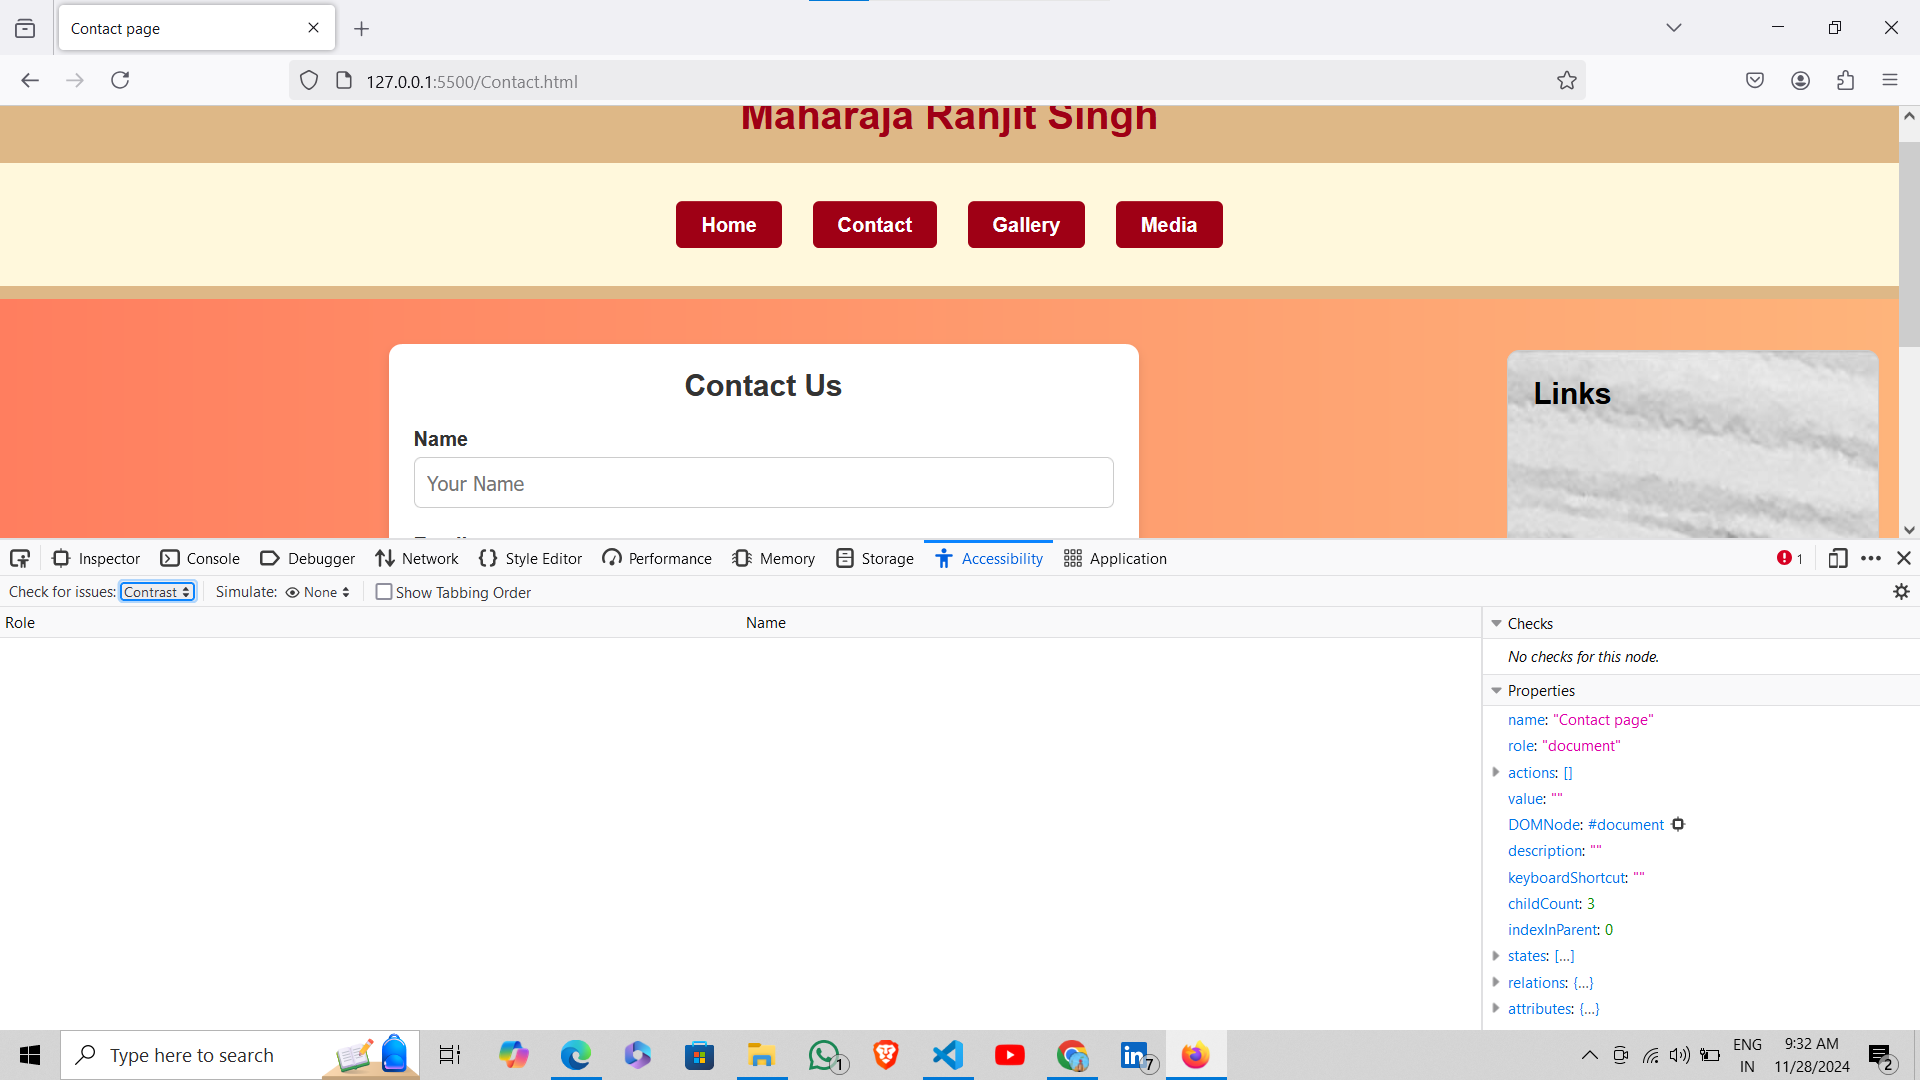 Contact page
127.0.0.1:5500/Contact.html
Maharaja Ranjit Singh
Home Contact Gallery Media
Contact Us
Links
Name
Your Name
Inspector Console Debugger Network Style Editor Performance Memory Storage Accessibility Application 1
Check for issues: Contrast Simulate: None Show Tabbing Order
Role Name
Checks
No checks for this node.
Properties
name: "Contact page"
role: "document"
actions: []
value: ""
DOMNode: #document
description: ""
keyboardShortcut: ""
childCount: 3
indexInParent: 0
states: […]
relations: {…}
attributes: {…}
Type here to search
1
7
ENG
IN
9:32 AM
11/28/2024
2